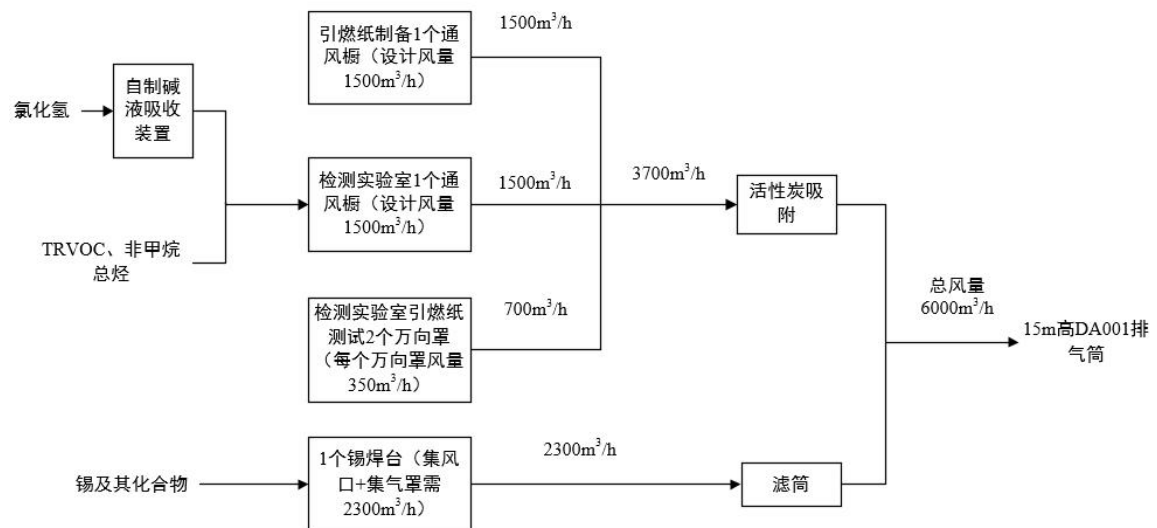 引燃纸制备1个通
风橱（设计风量
1500m³/h）
1500m³/h
氯化氢
自制碱
液吸收
装置
检测实验室1个通
风橱（设计风量
1500m³/h）
1500m³/h
3700m³/h
活性炭吸
附
TRVOC、非甲烷
总烃
检测实验室引燃纸
测试2个万向罩
（每个万向罩风量
350m³/h）
700m³/h
总风量
6000m³/h
15m高DA001排
气筒
锡及其化合物
1个锡焊台（集风
口+集气罩需
2300m³/h）
2300m³/h
滤筒